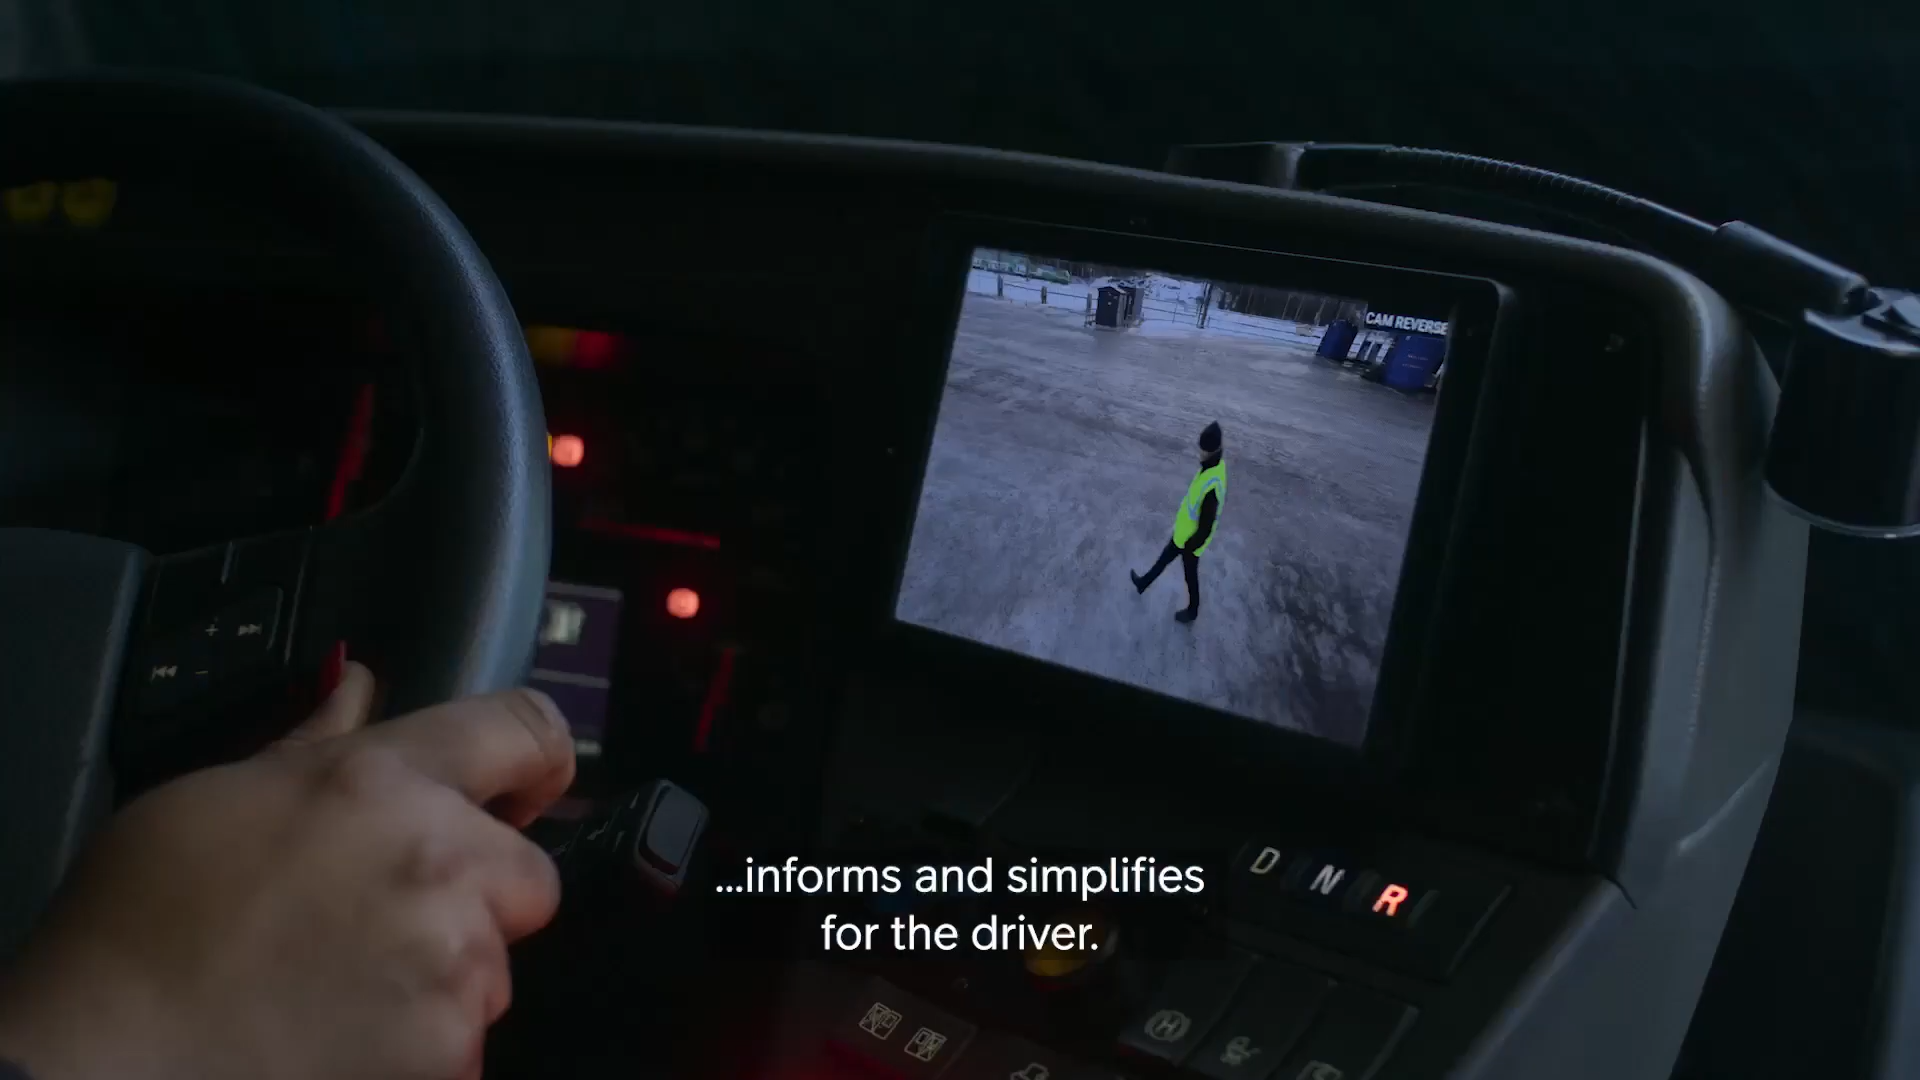 CAM REVERSE
...informs and simplifies
for the driver.
D N R